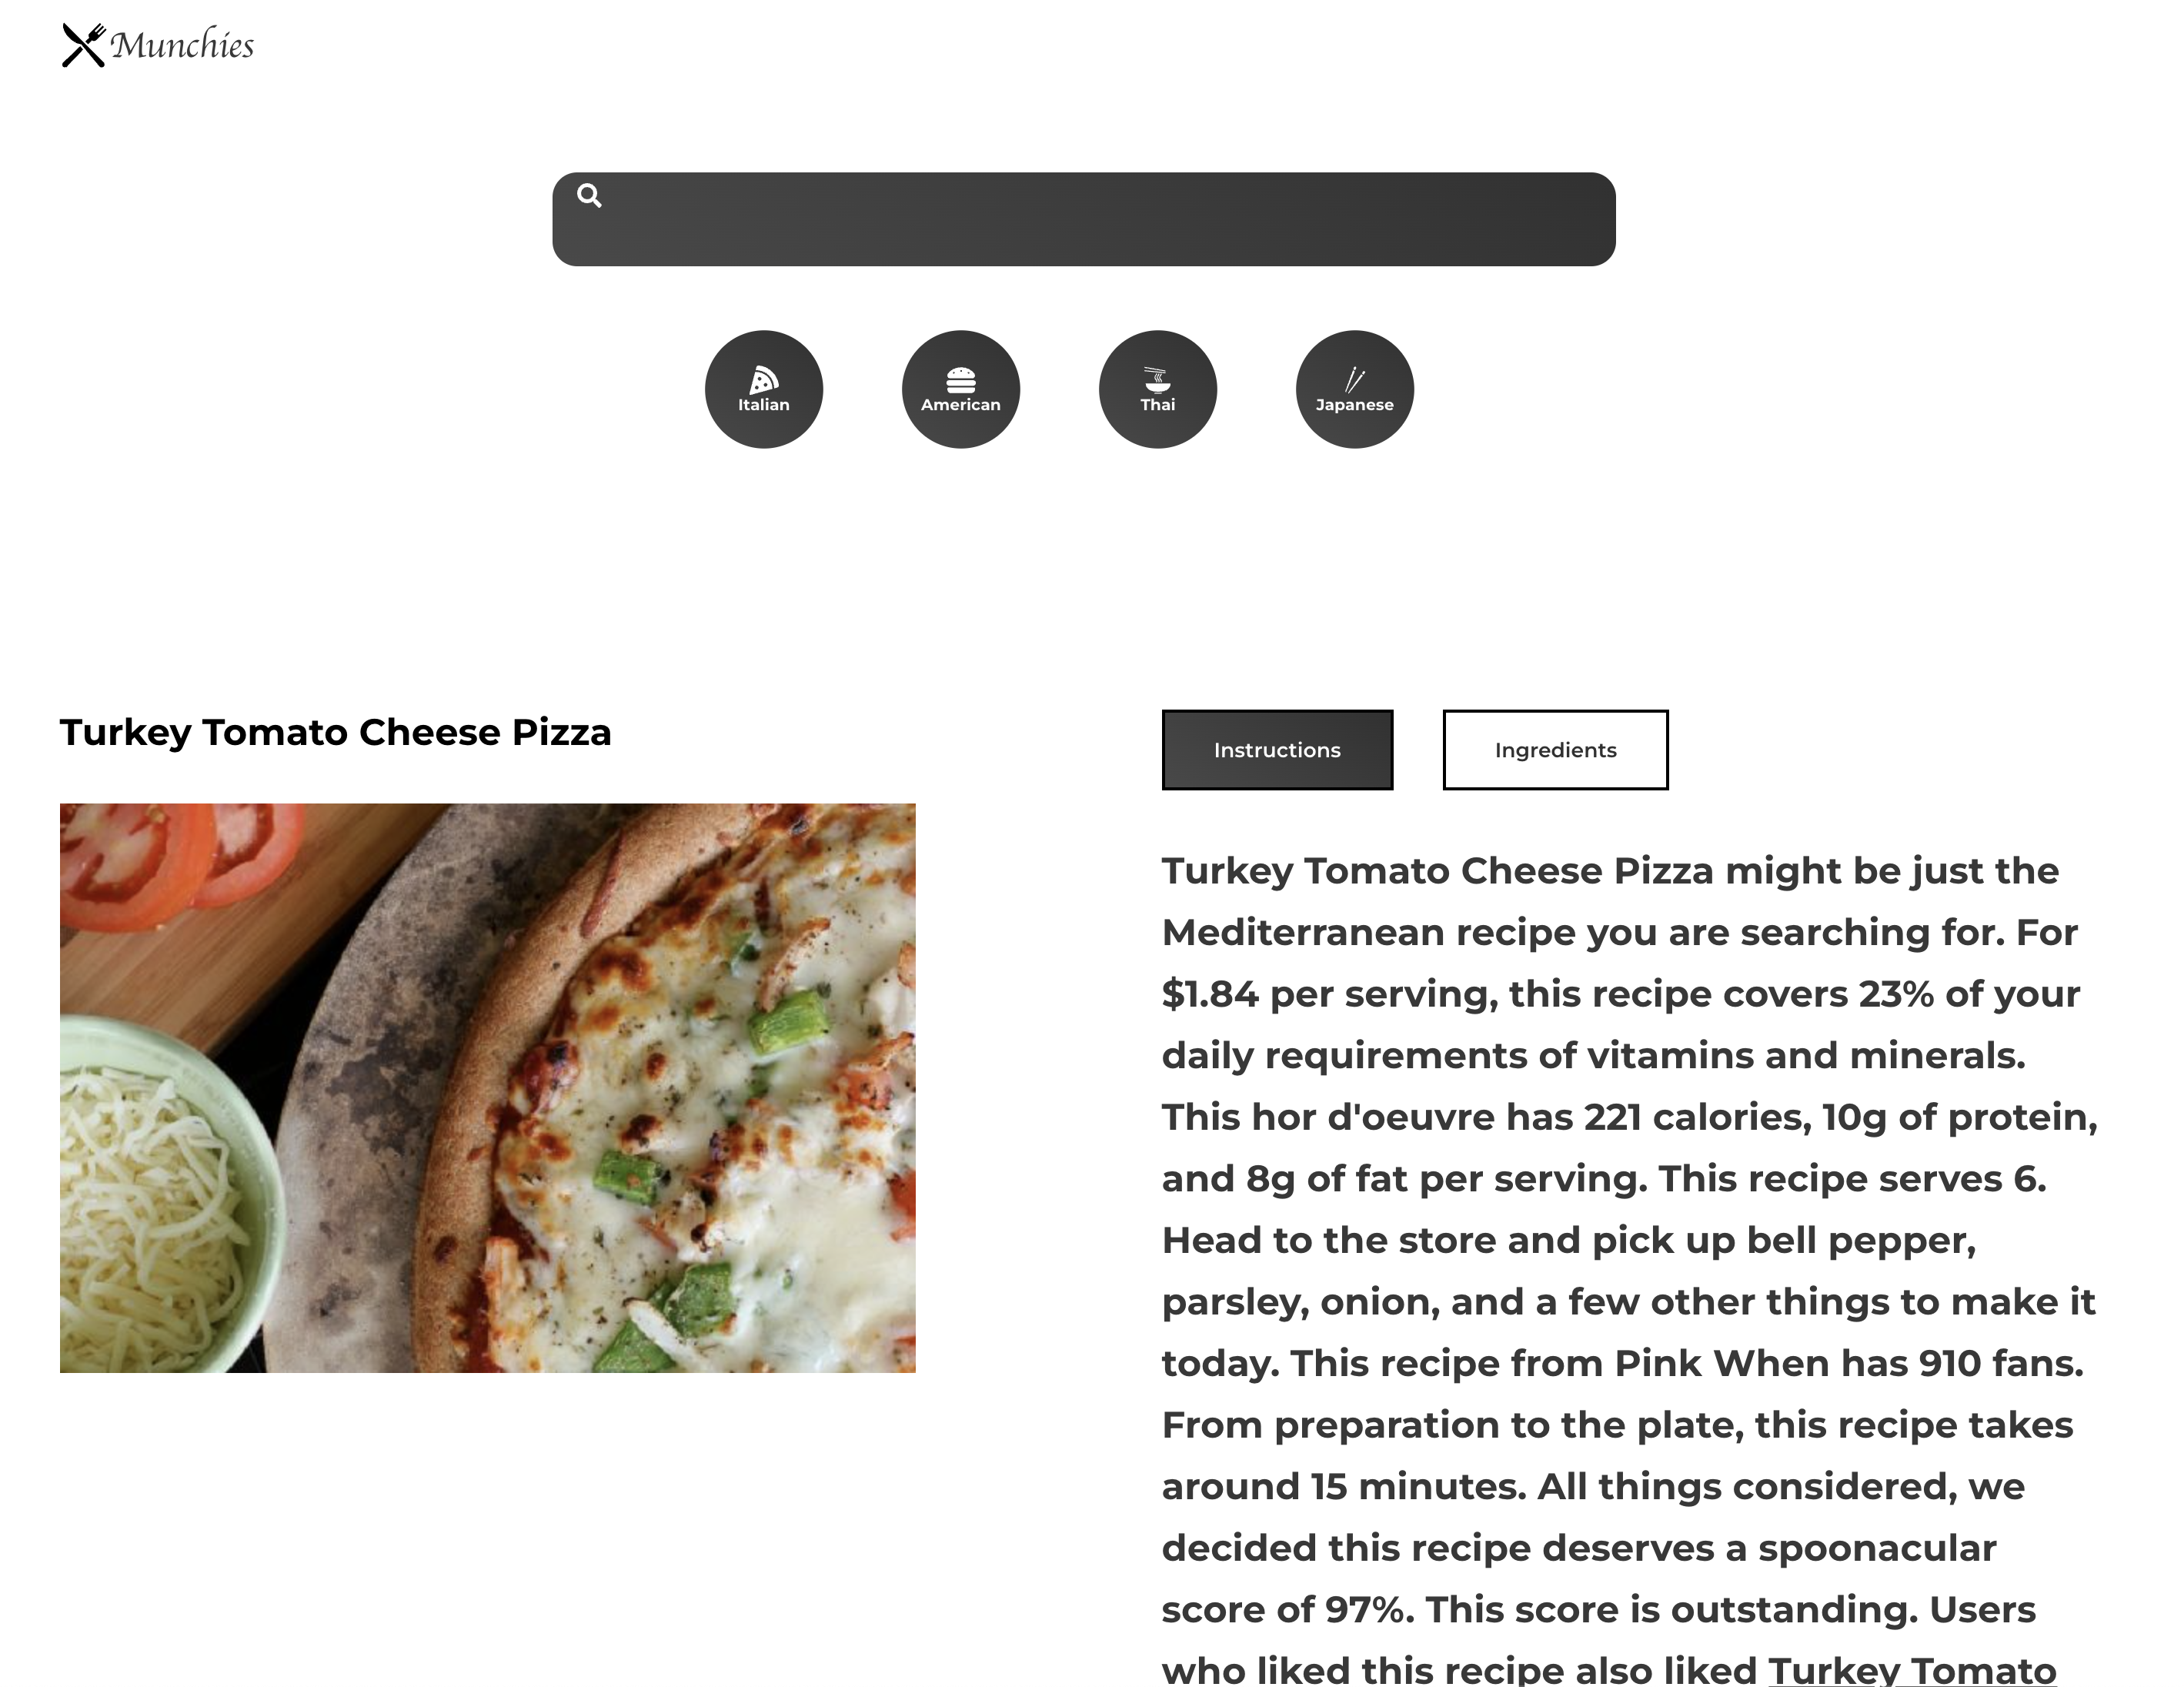 Munchies
Italian
American
Thai
Japanese
Turkey Tomato Cheese Pizza
Instructions
Ingredients
Turkey Tomato Cheese Pizza might be just the
Mediterranean recipe you are searching for. For
$1.84 per serving, this recipe covers 23% of your
daily requirements of vitamins and minerals.
This hor d'oeuvre has 221 calories, 10g of protein,
and 8g of fat per serving. This recipe serves 6.
Head to the store and pick up bell pepper,
parsley, onion, and a few other things to make it
today. This recipe from Pink When has 910 fans.
From preparation to the plate, this recipe takes
around 15 minutes. All things considered, we
decided this recipe deserves a spoonacular
score of 97%. This score is outstanding. Users
who liked this recipe also liked Turkey Tomato